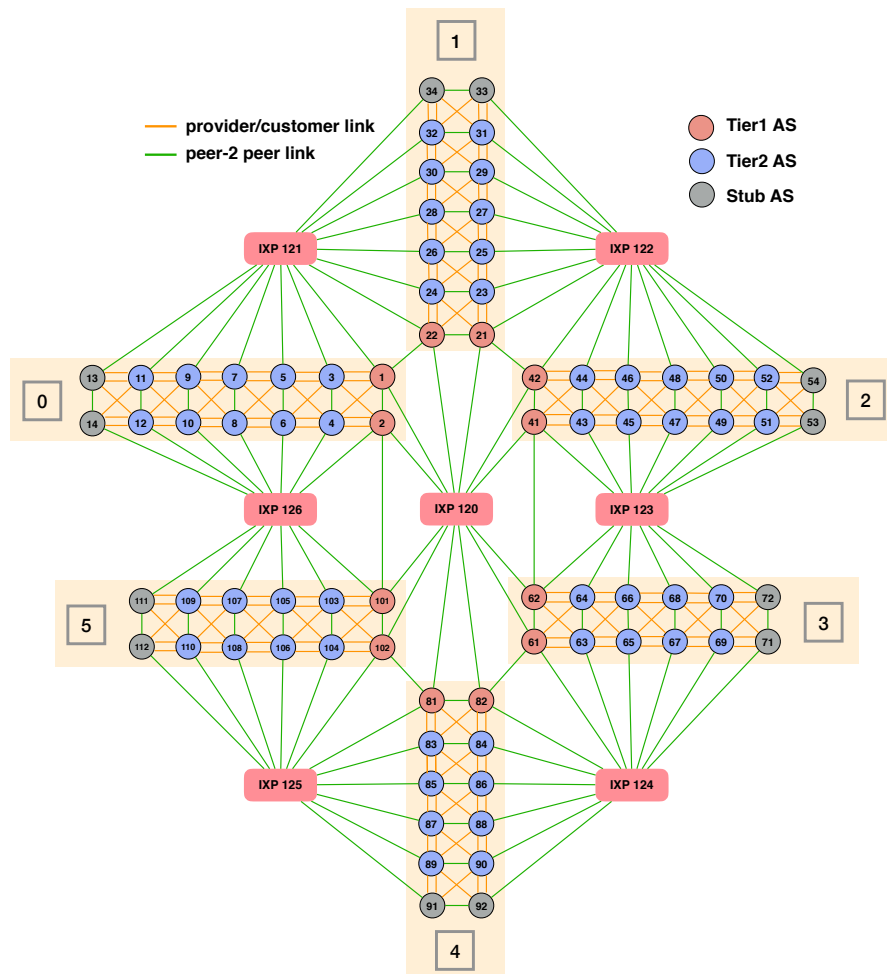 1
34 33
provider/customer link
peer-2 peer link
Tier1 AS
Tier2 AS
Stub AS
32 31
30 29
28 27
IXP 121 IXP 122
26 25
24 23
22 21
13 11 9 7 5 3 1
42 44 46 48 50 52 54
0
2
14 12 10 8 6 4 2
41 43 45 47 49 51 53
IXP 126 IXP 120 IXP 123
111 109 107 105 103 101
62 64 66 68 70 72
5
3
112 110 108 106 104 102
61 63 65 67 69 71
81 82
83 84
IXP 125 85 86 IXP 124
87 88
89 90
91 92
4